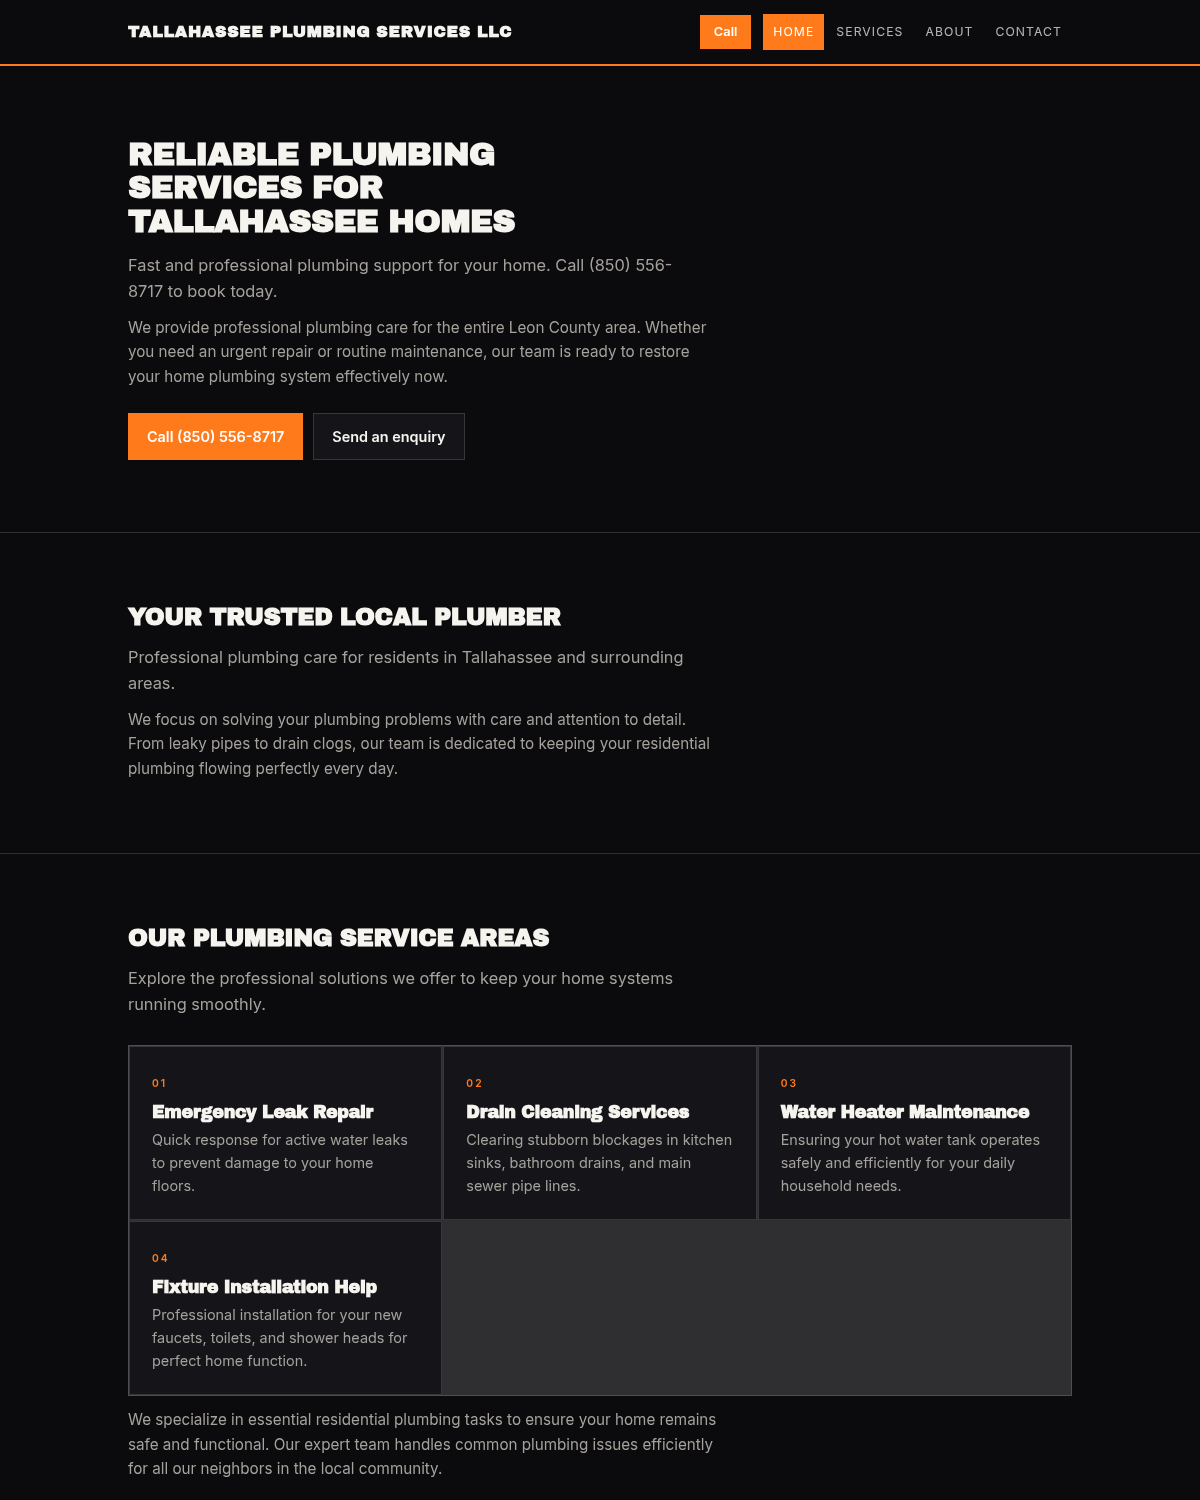 TALLAHASSEE PLUMBING SERVICES LLC
Call
HOME
SERVICES
ABOUT
CONTACT
RELIABLE PLUMBING
SERVICES FOR
TALLAHASSEE HOMES
Fast and professional plumbing support for your home. Call (850) 556-
8717 to book today.
We provide professional plumbing care for the entire Leon County area. Whether
you need an urgent repair or routine maintenance, our team is ready to restore
your home plumbing system effectively now.
Call (850) 556-8717
Send an enquiry
YOUR TRUSTED LOCAL PLUMBER
Professional plumbing care for residents in Tallahassee and surrounding
areas.
We focus on solving your plumbing problems with care and attention to detail.
From leaky pipes to drain clogs, our team is dedicated to keeping your residential
plumbing flowing perfectly every day.
OUR PLUMBING SERVICE AREAS
Explore the professional solutions we offer to keep your home systems
running smoothly.
01
Emergency Leak Repair
Quick response for active water leaks
to prevent damage to your home
floors.
02
Drain Cleaning Services
Clearing stubborn blockages in kitchen
sinks, bathroom drains, and main
sewer pipe lines.
03
Water Heater Maintenance
Ensuring your hot water tank operates
safely and efficiently for your daily
household needs.
04
Fixture Installation Help
Professional installation for your new
faucets, toilets, and shower heads for
perfect home function.
We specialize in essential residential plumbing tasks to ensure your home remains
safe and functional. Our expert team handles common plumbing issues efficiently
for all our neighbors in the local community.